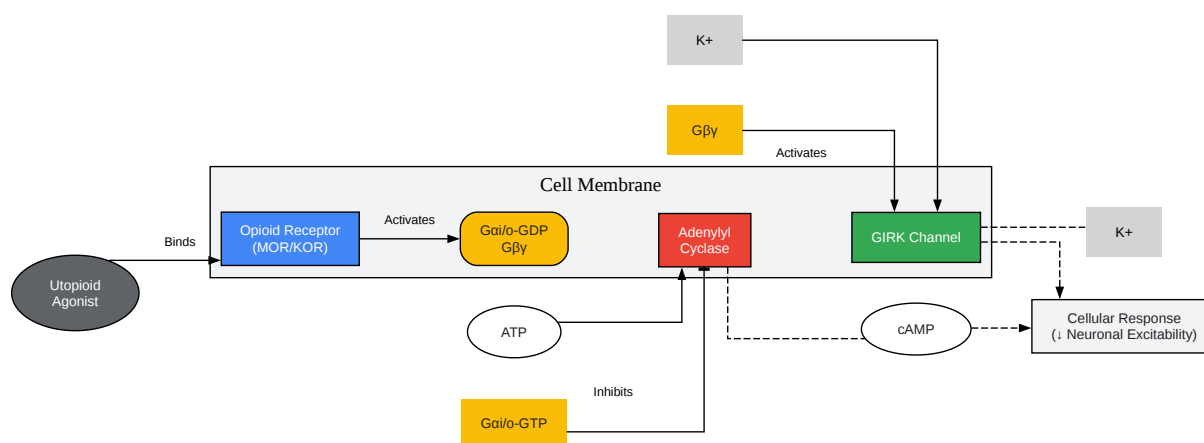 K+
Gβγ
Activates
Cell Membrane
Opioid Receptor
(MOR/KOR)
Activates
Gαi/o-GDP
Gβγ
Adenylyl
Cyclase
GIRK Channel
K+
Binds
Utopioid
Agonist
ATP
cAMP
Cellular Response
(↓ Neuronal Excitability)
Inhibits
Gαi/o-GTP